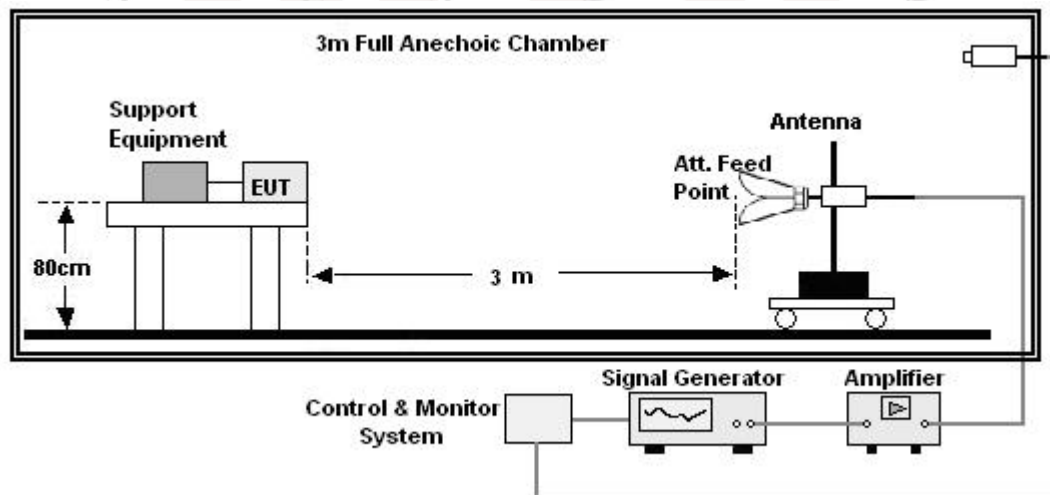 3m Full Anechoic Chamber
Support
Equipment
Antenna
Att. Feed
Point
EUT
80cm
3 m
Signal Generator
Amplifier
Control & Monitor
System